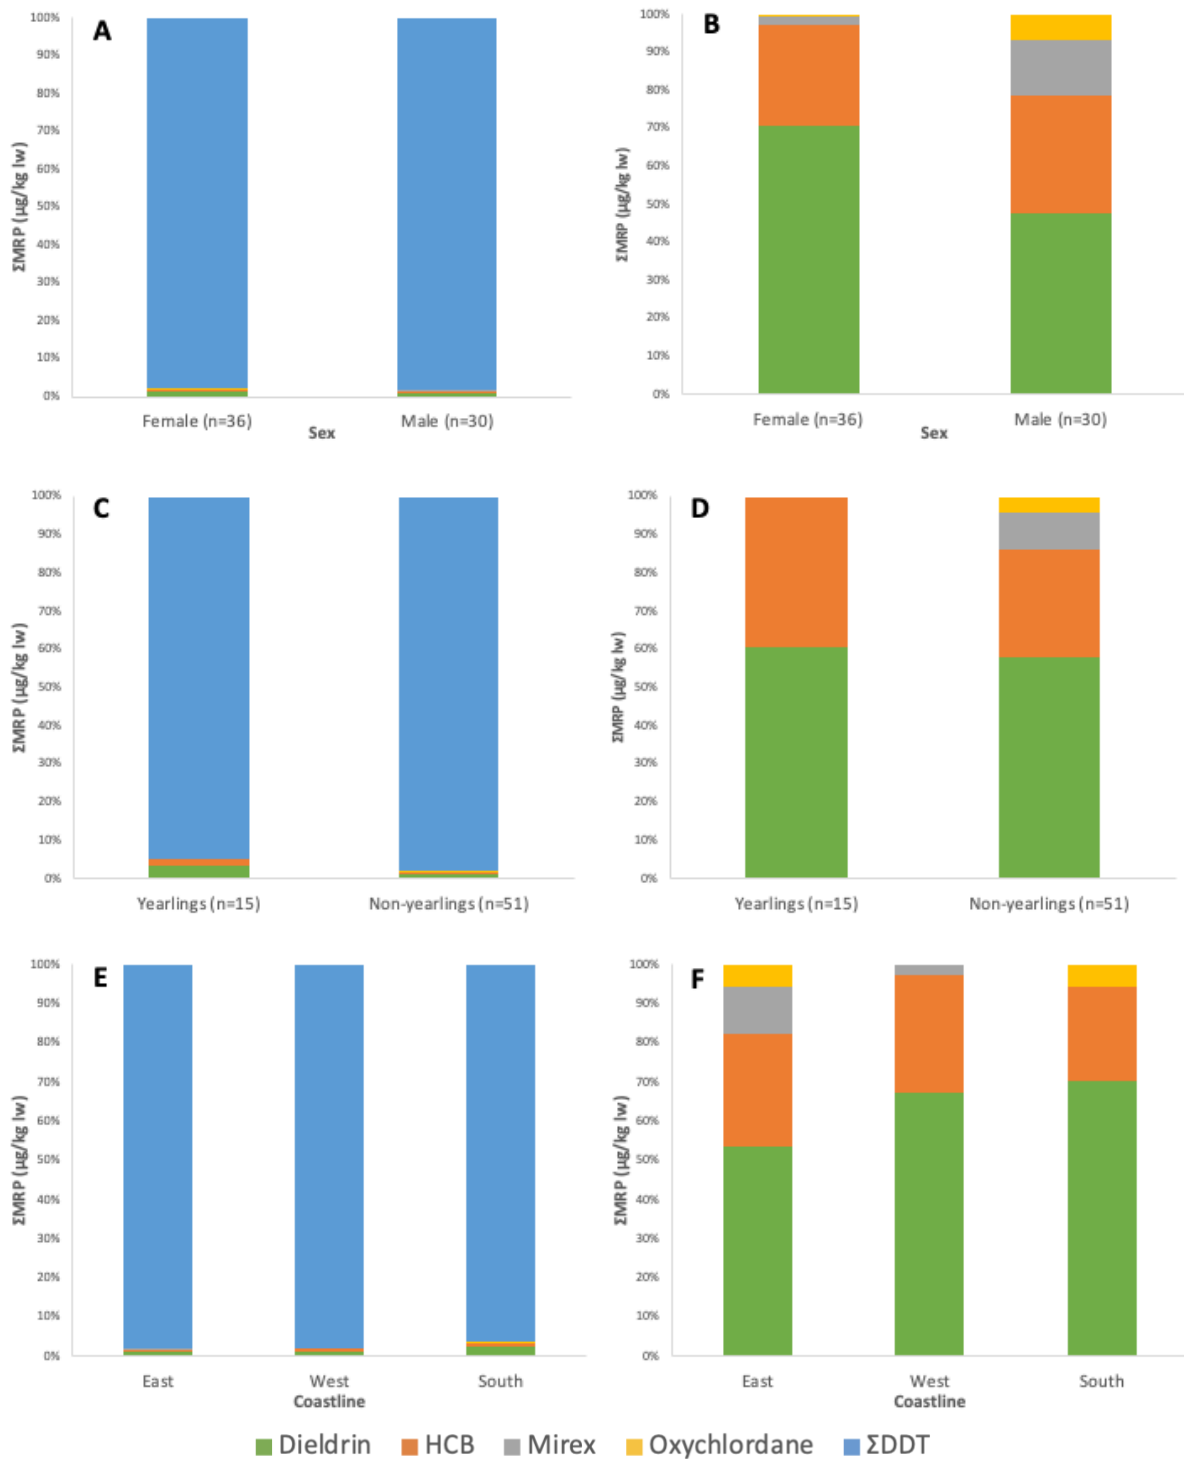 A
100%
90%
80%
70%
60%
50%
40%
30%
20%
10%
0%
ΣMRP (µg/kg lw)
Female (n=36)
Male (n=30)
Sex
B
100%
90%
80%
70%
60%
50%
40%
30%
20%
10%
0%
ΣMRP (µg/kg lw)
Female (n=36)
Male (n=30)
Sex
C
100%
90%
80%
70%
60%
50%
40%
30%
20%
10%
0%
ΣMRP (µg/kg lw)
Yearlings (n=15)
Non-yearlings (n=51)
D
100%
90%
80%
70%
60%
50%
40%
30%
20%
10%
0%
ΣMRP (µg/kg lw)
Yearlings (n=15)
Non-yearlings (n=51)
E
100%
90%
80%
70%
60%
50%
40%
30%
20%
10%
0%
ΣMRP (µg/kg lw)
East
West
South
Coastline
F
100%
90%
80%
70%
60%
50%
40%
30%
20%
10%
0%
ΣMRP (µg/kg lw)
East
West
South
Coastline
Dieldrin HCB Mirex Oxychlordane ΣDDT